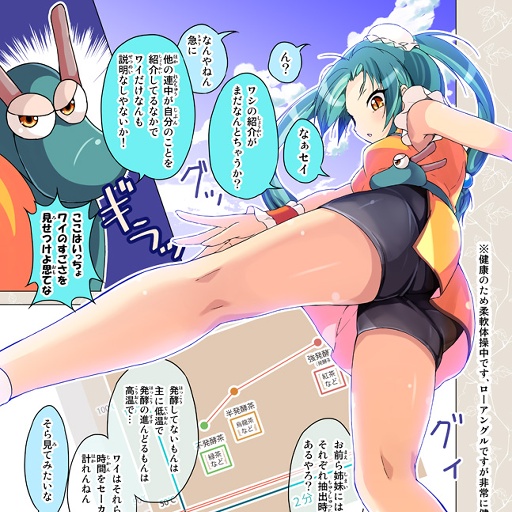 ん?
なぁセイ
ワシの紹介が
まだなんとちゃうか?
なんやねん
急に
他の連中が自分のことを
紹介してるなかで
ワイだけなんも
説明なしやないか!
ギラッ
グッ
ここはいっちょ
ワイのすごさを
見せつけよ思てな
※健康のため柔軟体操中です、ローアングルですが非常に健
グイ
強発酵
紅茶
など
半発酵茶
烏龍茶
など
不発酵茶
緑茶
など
お前ら姉妹には
それぞれ抽出時
あるやろ?
2分
発酵してないもんは
主に低温で
発酵の進んどるもんは
高温で…
ワイはそれら
時間をセーカ
計れんねん
そら見てみたいな
100